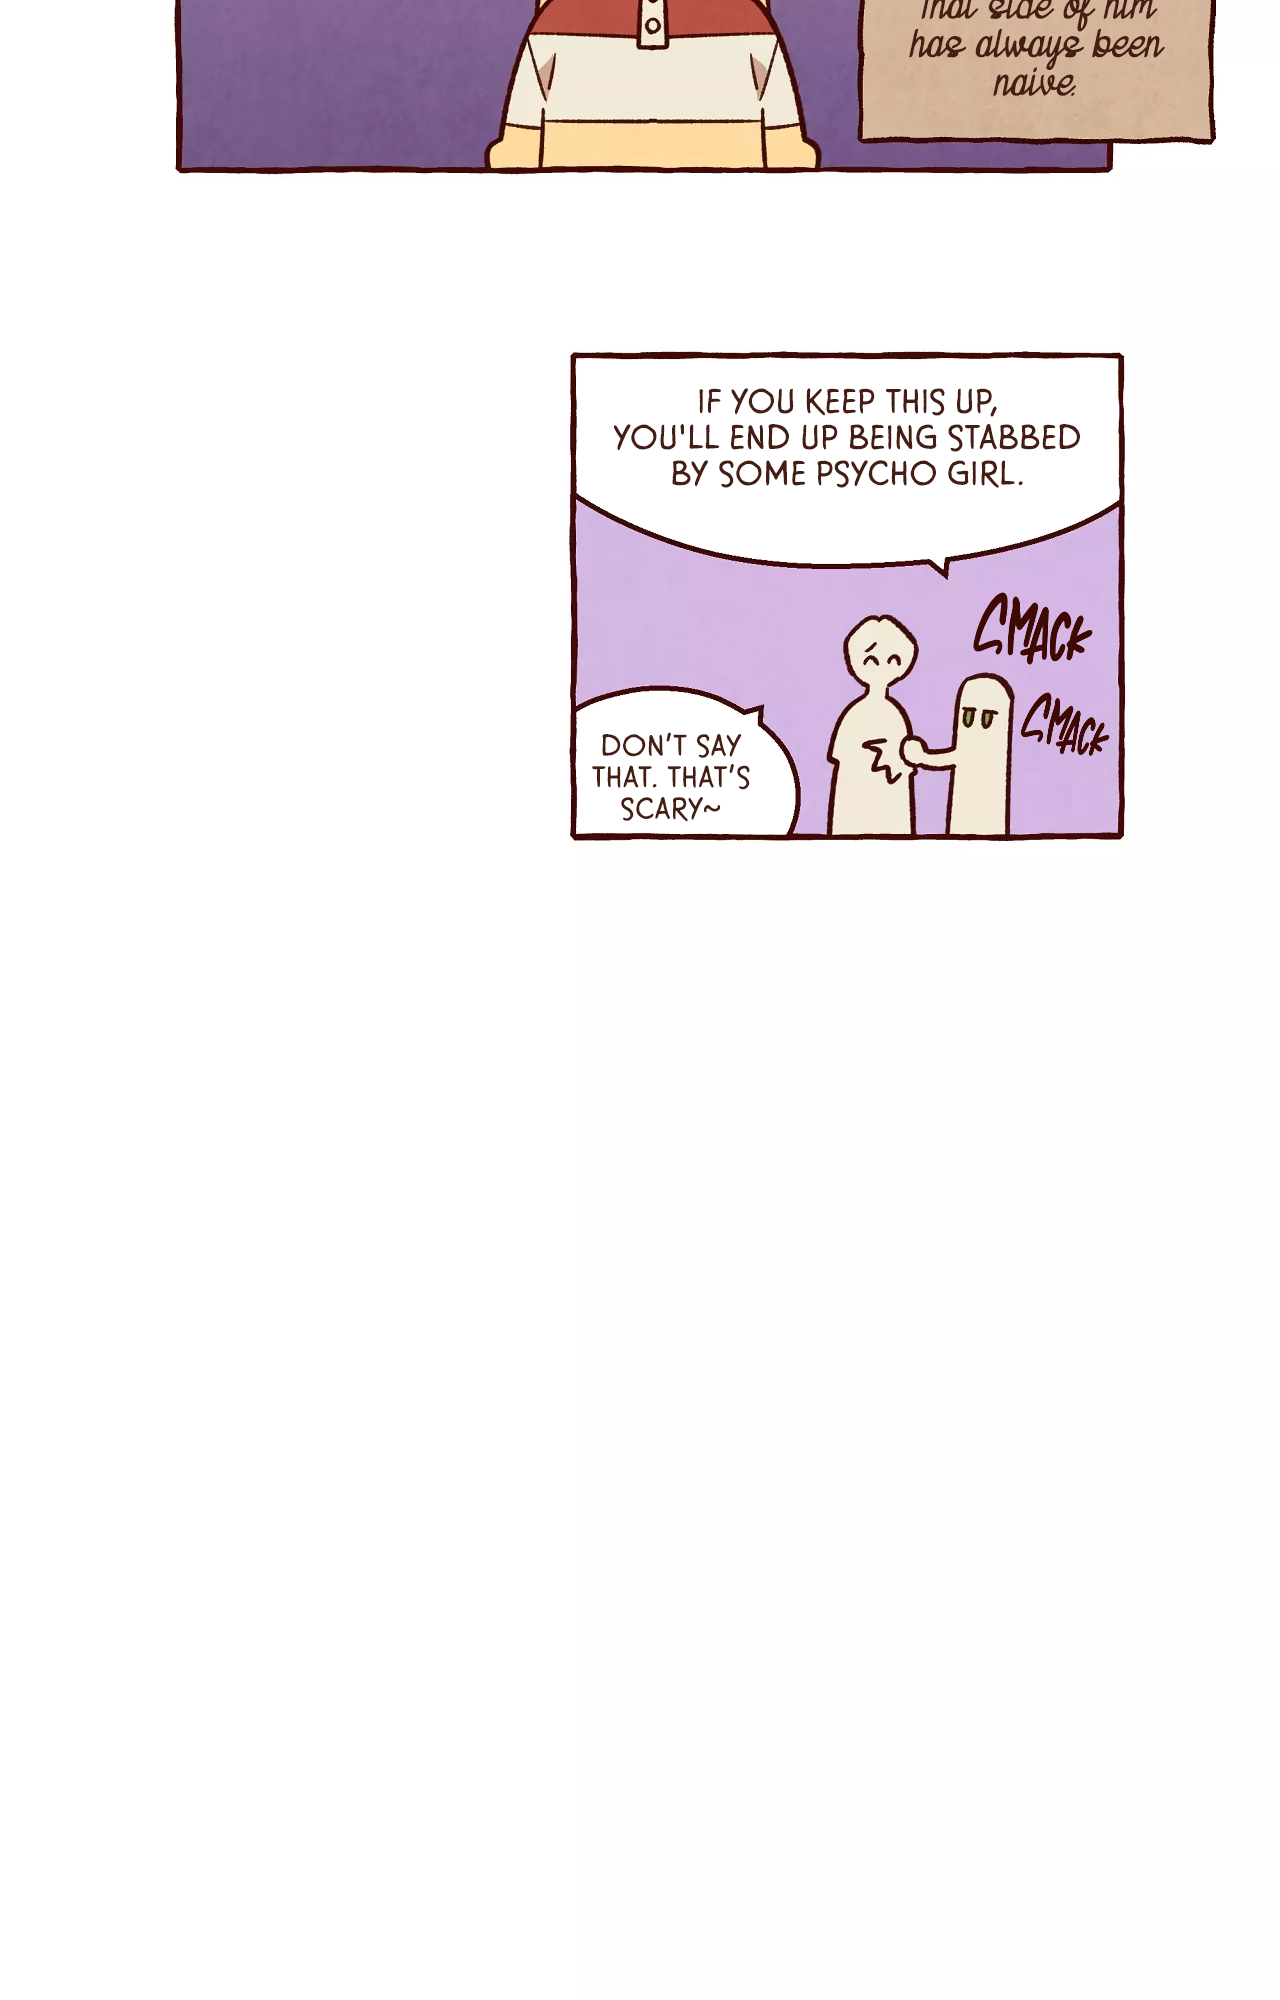 That side of him
has always been
naive.
IF YOU KEEP THIS UP,
YOU'LL END UP BEING STABBED
BY SOME PSYCHO GIRL.
SMACK
SMACK
DON'T SAY
THAT. THAT'S
SCARY~